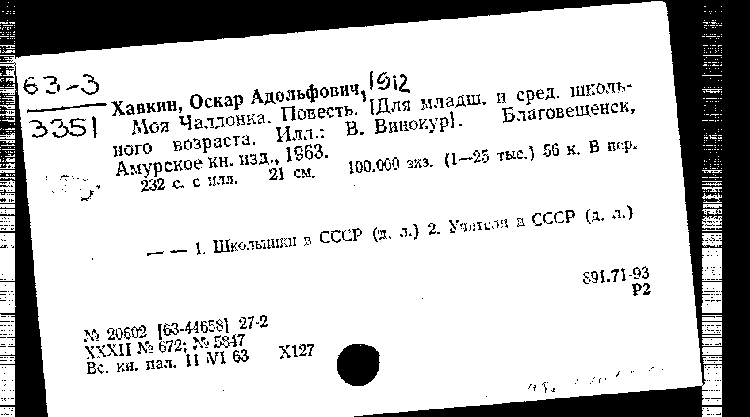 63-3
3351
Хавкин, Оскар Адольфович, 1912
Моя Чалдонка. Повесть. [Для младш. и сред. школь-
ного возраста. Илл.: В. Винокур]. Благовещенск,
Амурское кн. изд., 1963.
232 с. с илл. 21 см. 100.000 экз. (1—25 тыс.) 56 к. В пер.
— — 1. Школьники в СССР (д. л.) 2. Учителя в СССР (д. л.)
891.71-93
Р2
№ 20602 [63-44658] 27-2
XXXII № 672; № 5847
Вс. кн. пал. 11 VI 63 Х127